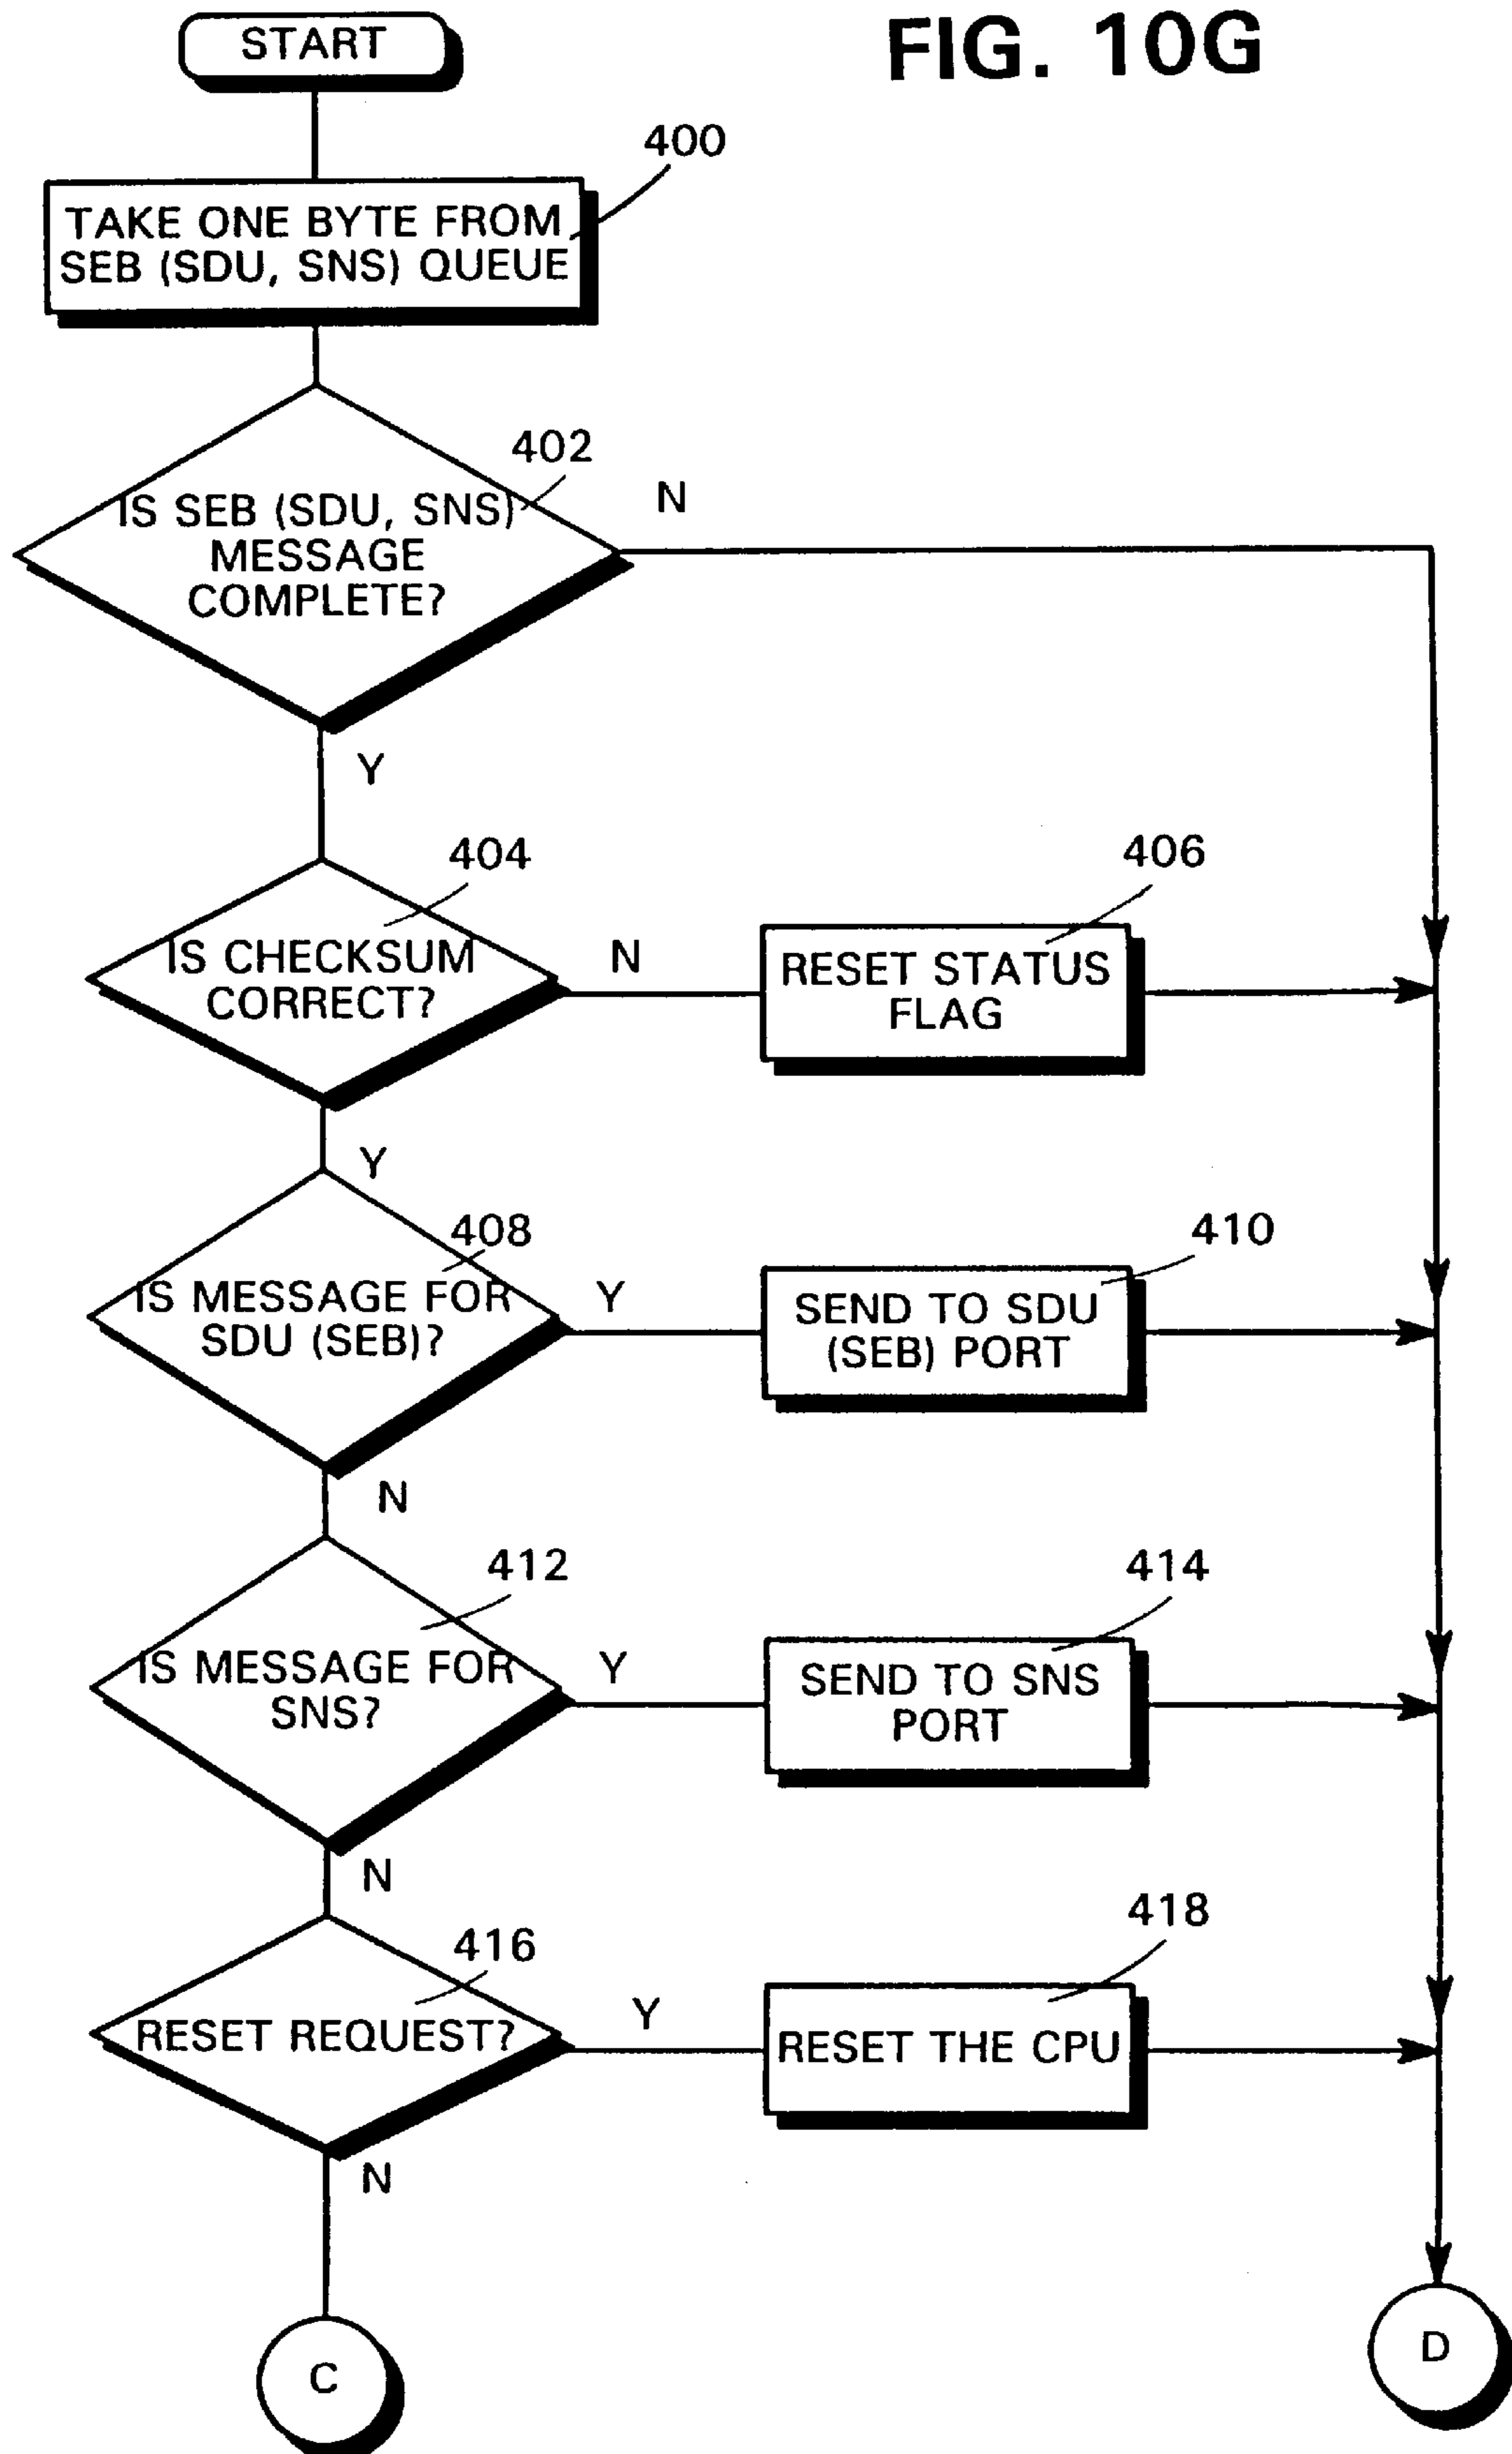 FIG. 10G
START
400
TAKE ONE BYTE FROM
SEB (SDU, SNS) QUEUE
402
IS SEB (SDU, SNS)
MESSAGE
COMPLETE?
N
Y
404
IS CHECKSUM
CORRECT?
N
406
RESET STATUS
FLAG
Y
408
IS MESSAGE FOR
SDU (SEB)?
Y
410
SEND TO SDU
(SEB) PORT
N
412
IS MESSAGE FOR
SNS?
Y
414
SEND TO SNS
PORT
N
416
RESET REQUEST?
Y
418
RESET THE CPU
N
C
D